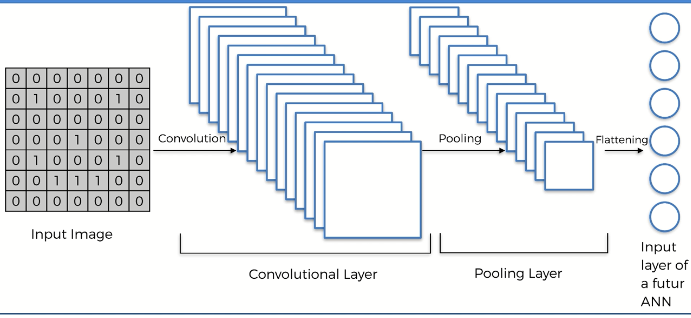 0 0 0 0 0 0 0
0 1 0 0 0 1 0
0 0 0 0 0 0 0
0 0 0 1 0 0 0
0 1 0 0 0 1 0
0 0 1 1 1 0 0
0 0 0 0 0 0 0
Input Image
Convolution
Convolutional Layer
Pooling
Pooling Layer
Flattening
Input
layer of
a futur
ANN